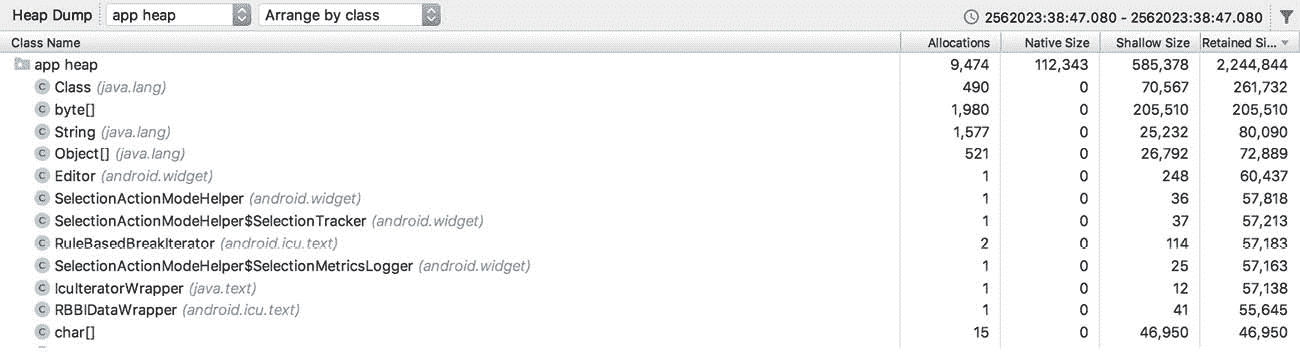 Heap Dump app heap Arrange by class 2562023:38:47.080 - 2562023:38:47.080
Class Name Allocations Native Size Shallow Size Retained Si...
app heap 9,474 112,343 585,378 2,244,844
C Class (java.lang) 490 0 70,567 261,732
C byte[] 1,980 0 205,510 205,510
C String (java.lang) 1,577 0 25,232 80,090
C Object[] (java.lang) 521 0 26,792 72,889
C Editor (android.widget) 1 0 248 60,437
C SelectionActionModeHelper (android.widget) 1 0 36 57,818
C SelectionActionModeHelper$SelectionTracker (android.widget) 1 0 37 57,213
C RuleBasedBreakIterator (android.icu.text) 2 0 114 57,183
C SelectionActionModeHelper$SelectionMetricsLogger (android.widget) 1 0 25 57,163
C IcuIteratorWrapper (java.text) 1 0 12 57,138
C RBBIDataWrapper (android.icu.text) 1 0 41 55,645
C char[] 15 0 46,950 46,950